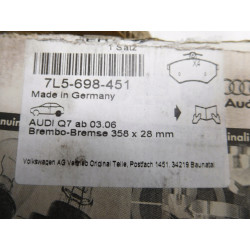 1 Satz
7L5-698-451
Made in Germany
AUDI Q7 ab 03.06
Brembo-Bremse 358 x 28 mm
Volkswagen AG Vertrieb Original Teile, Postfach 1451, 34219 Baunatal